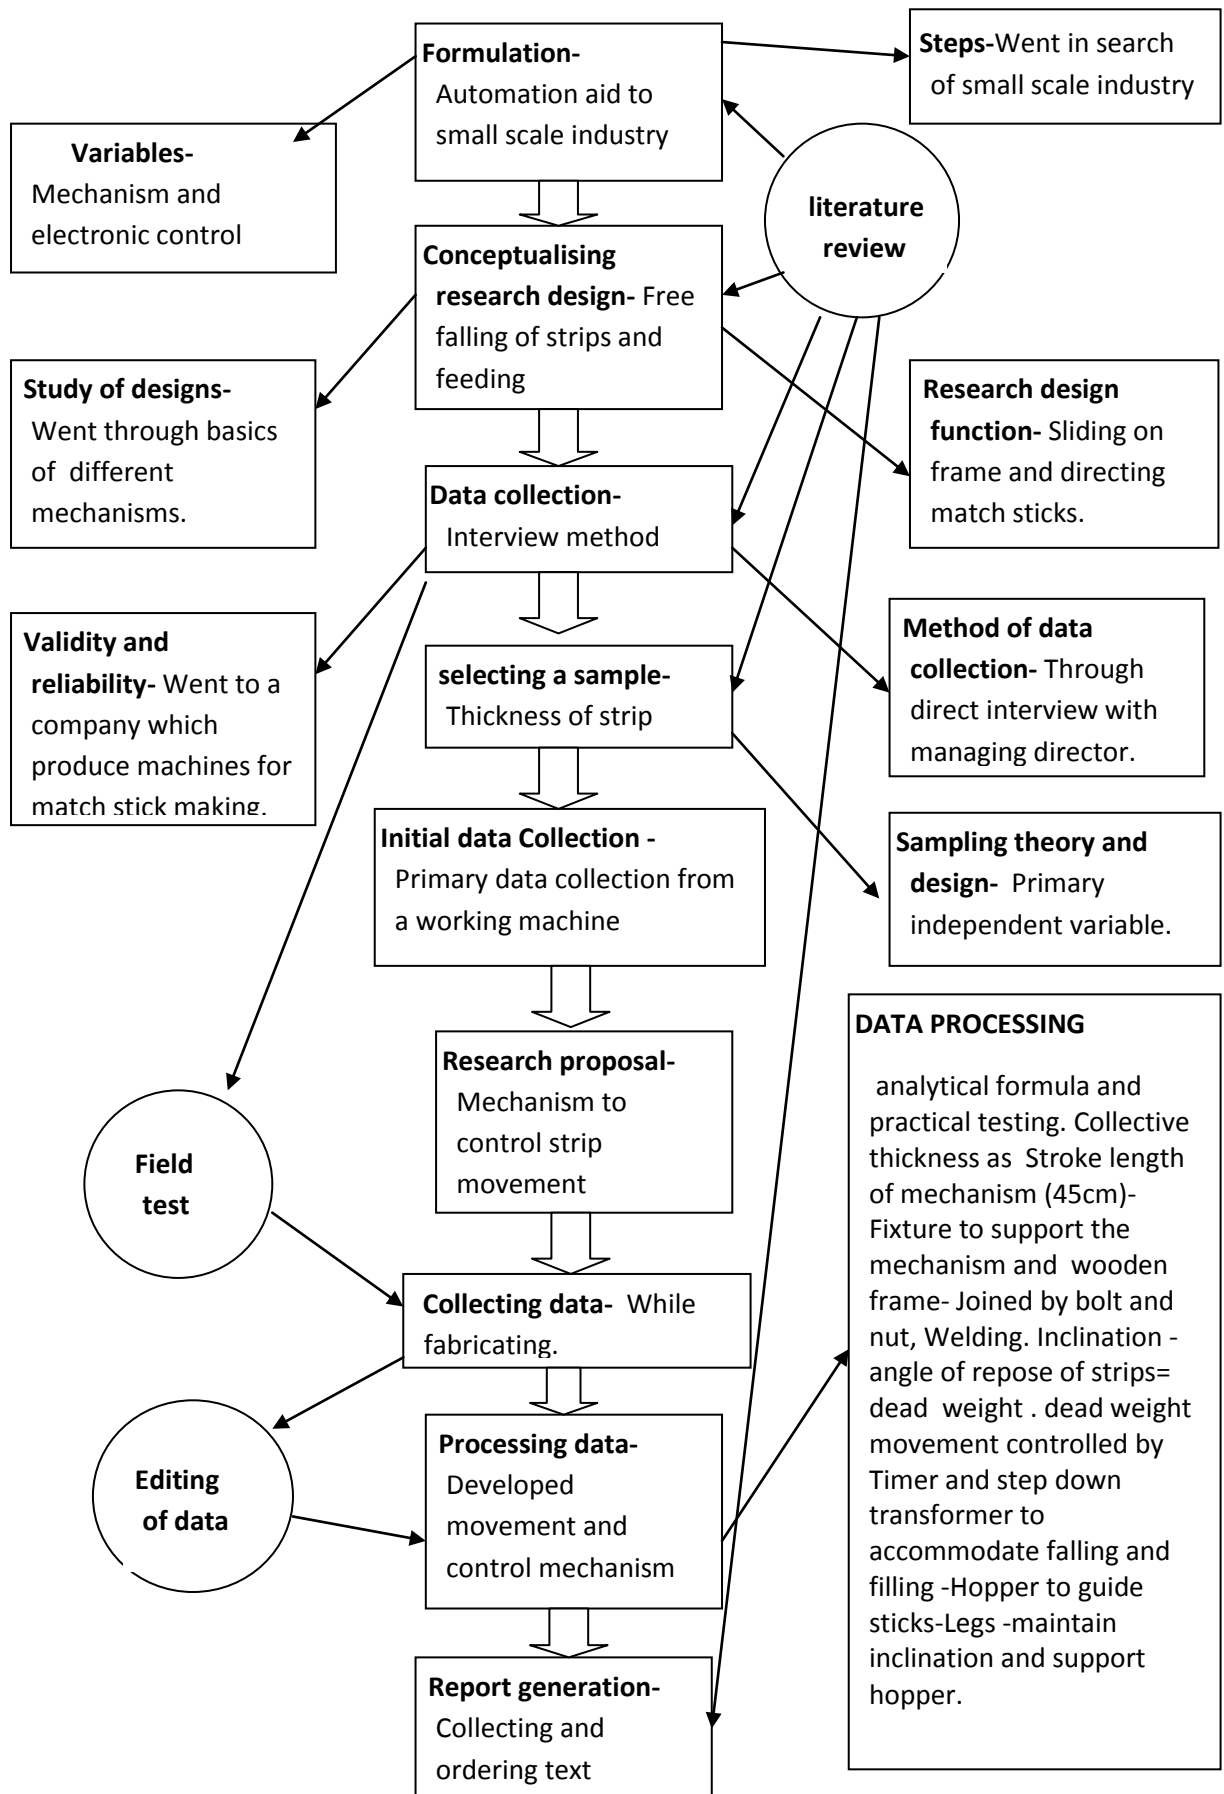 Formulation-
Automation aid to
small scale industry
Steps-Went in search
of small scale industry
Variables-
Mechanism and
electronic control
literature
review
Conceptualising
research design- Free
falling of strips and
feeding
Study of designs-
Went through basics
of different
mechanisms.
Research design
function- Sliding on
frame and directing
match sticks.
Data collection-
Interview method
Validity and
reliability- Went to a
company which
produce machines for
match stick making.
Method of data
collection- Through
direct interview with
managing director.
selecting a sample-
Thickness of strip
Initial data Collection -
Primary data collection from
a working machine
Sampling theory and
design- Primary
independent variable.
Research proposal-
Mechanism to
control strip
movement
Field
test
Collecting data- While
fabricating.
Editing
of data
Processing data-
Developed
movement and
control mechanism
DATA PROCESSING
analytical formula and
practical testing. Collective
thickness as Stroke length
of mechanism (45cm)-
Fixture to support the
mechanism and wooden
frame- Joined by bolt and
nut, Welding. Inclination -
angle of repose of strips=
dead weight . dead weight
movement controlled by
Timer and step down
transformer to
accommodate falling and
filling -Hopper to guide
sticks-Legs -maintain
inclination and support
hopper.
Report generation-
Collecting and
ordering text